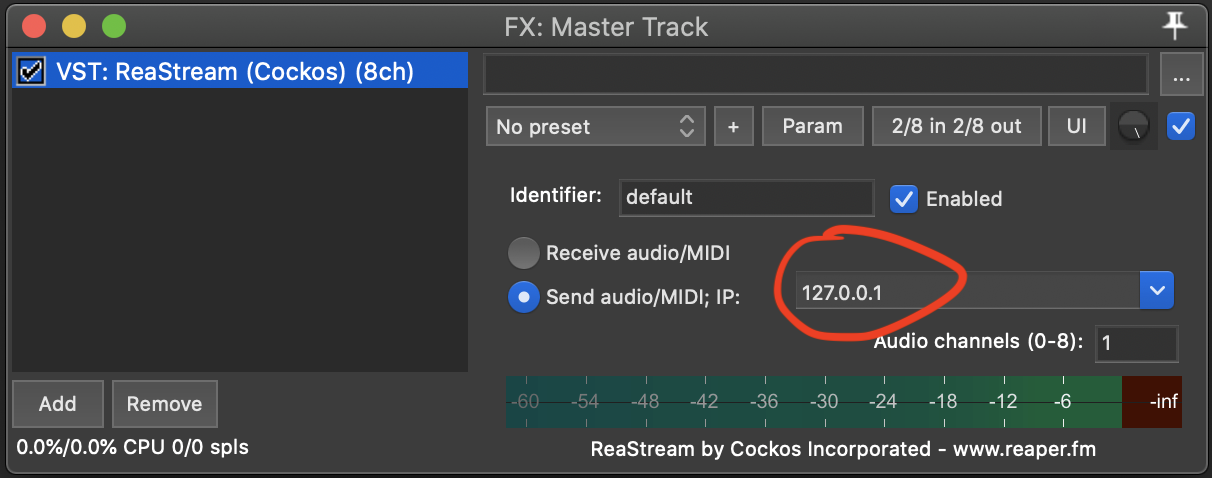 FX: Master Track
VST: ReaStream (Cockos) (8ch)
...
No preset
+
Param
2/8 in 2/8 out
UI
Identifier:
default
Enabled
Receive audio/MIDI
Send audio/MIDI; IP:
127.0.0.1
Audio channels (0-8):
1
-60 -54 -48 -42 -36 -30 -24 -18 -12 -6 -inf
Add
Remove
0.0%/0.0% CPU 0/0 spls
ReaStream by Cockos Incorporated - www.reaper.fm